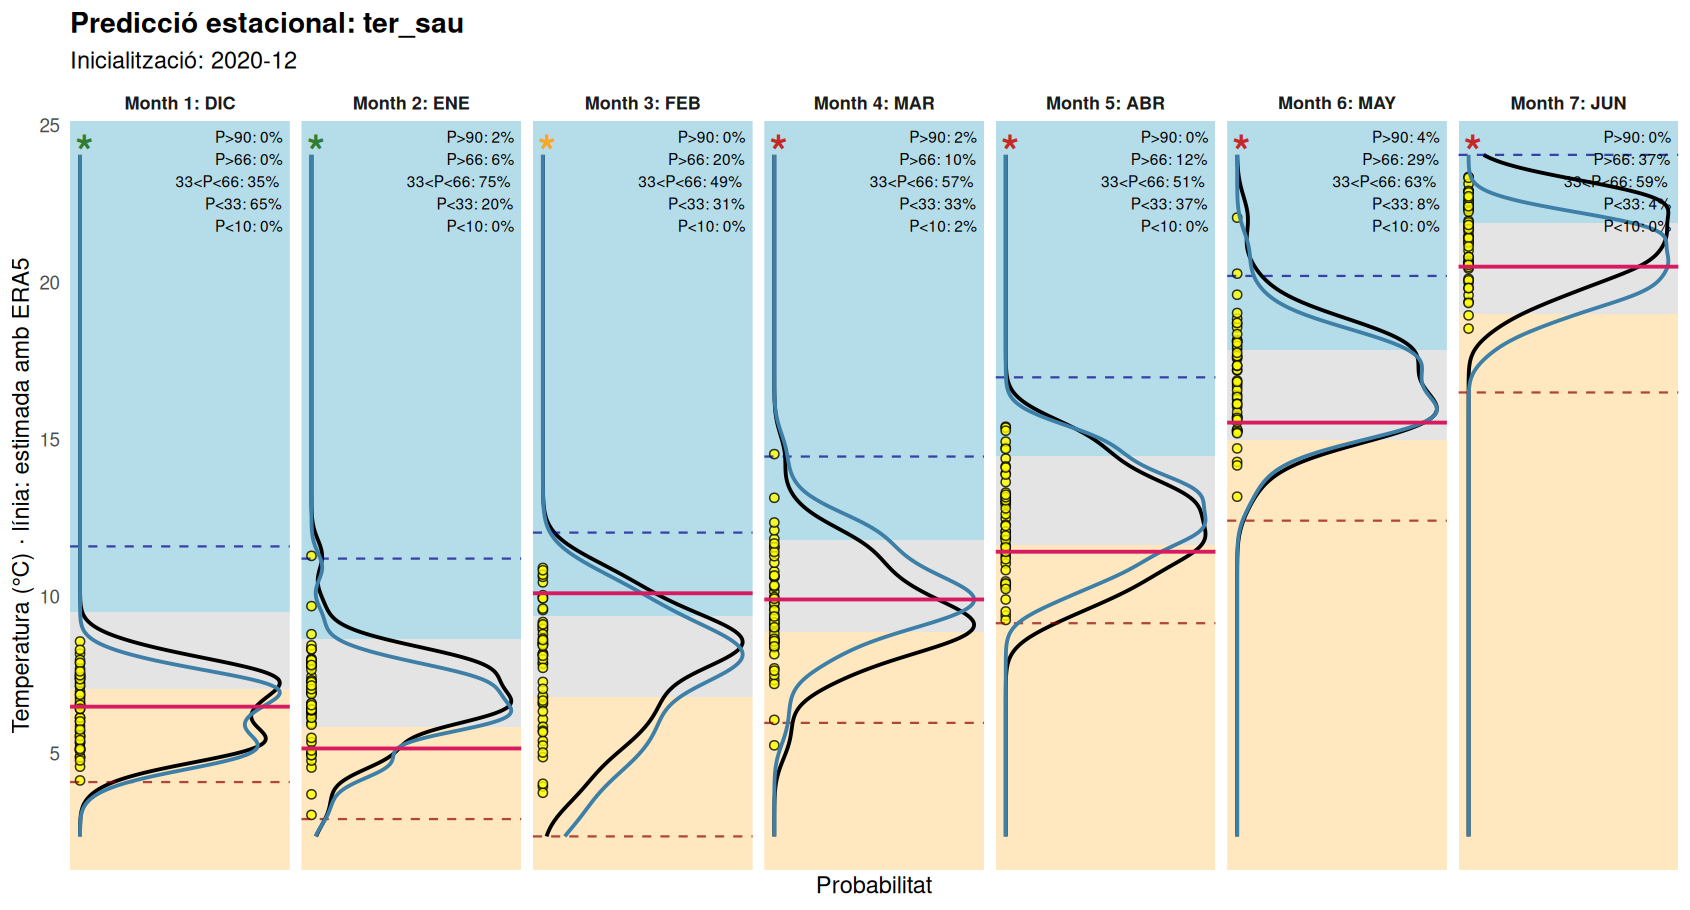 Predicció estacional: ter_sau
Inicialització: 2020-12
Month 1: DIC
Month 2: ENE
Month 3: FEB
Month 4: MAR
Month 5: ABR
Month 6: MAY
Month 7: JUN
Temperatura (°C) · línia: estimada amb ERA5
25
20
15
10
5
*
P>90: 0%
P>66: 0%
33<P<66: 35%
P<33: 65%
P<10: 0%
*
P>90: 2%
P>66: 6%
33<P<66: 75%
P<33: 20%
P<10: 0%
*
P>90: 0%
P>66: 20%
33<P<66: 49%
P<33: 31%
P<10: 0%
*
P>90: 2%
P>66: 10%
33<P<66: 57%
P<33: 33%
P<10: 2%
*
P>90: 0%
P>66: 12%
33<P<66: 51%
P<33: 37%
P<10: 0%
*
P>90: 4%
P>66: 29%
33<P<66: 63%
P<33: 8%
P<10: 0%
*
P>90: 0%
P>66: 37%
33<P<66: 59%
P<33: 4%
P<10: 0%
Probabilitat